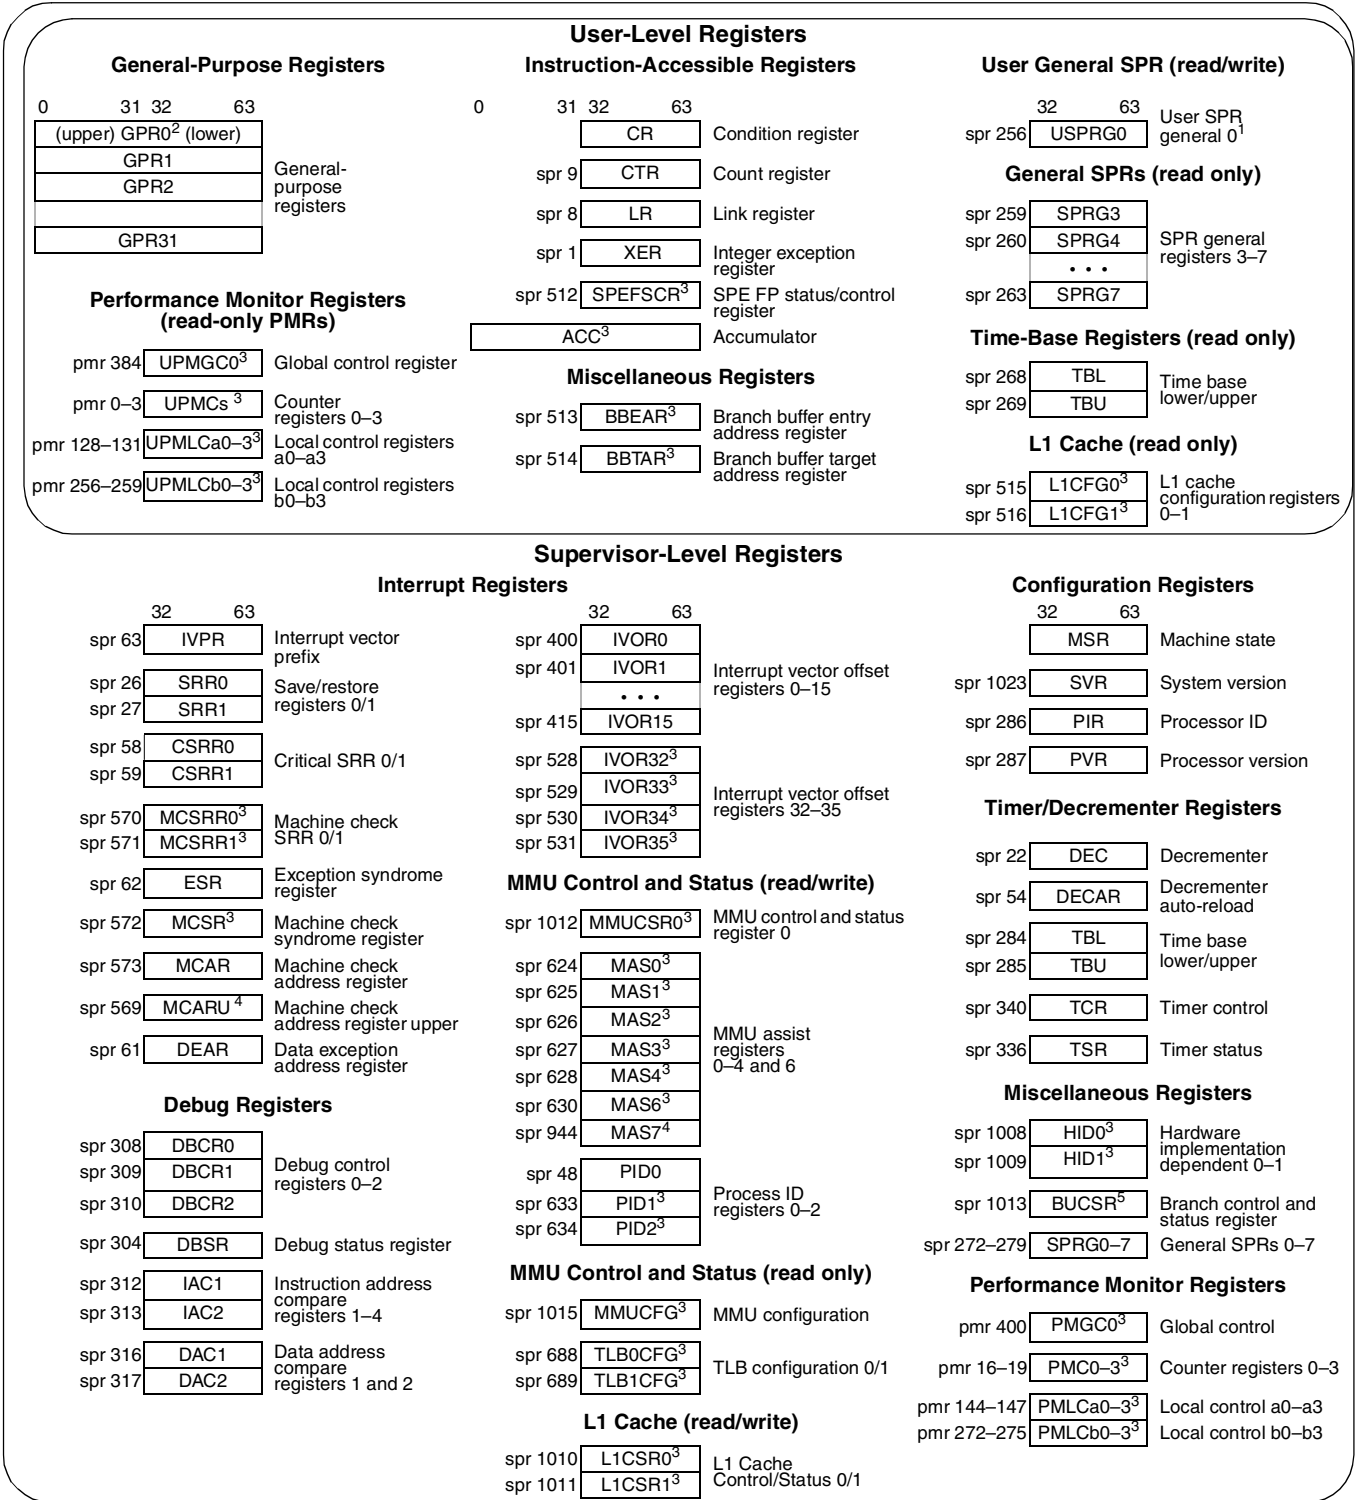 User-Level Registers
General-Purpose Registers
0 31 32 63
(upper) GPR0² (lower)
GPR1
GPR2
GPR31
General-
purpose
registers
Performance Monitor Registers
(read-only PMRs)
pmr 384 UPMGC0³ Global control register
pmr 0–3 UPMCs ³ Counter
registers 0–3
pmr 128–131 UPMLCa0–3³ Local control registers
a0–a3
pmr 256–259 UPMLCb0–3³ Local control registers
b0–b3
Instruction-Accessible Registers
0 31 32 63
CR Condition register
spr 9 CTR Count register
spr 8 LR Link register
spr 1 XER Integer exception
register
spr 512 SPEFSCR³ SPE FP status/control
register
ACC³ Accumulator
Miscellaneous Registers
spr 513 BBEAR³ Branch buffer entry
address register
spr 514 BBTAR³ Branch buffer target
address register
User General SPR (read/write)
32 63
spr 256 USPRG0 User SPR
general 0¹
General SPRs (read only)
spr 259 SPRG3
spr 260 SPRG4
• • •
spr 263 SPRG7
SPR general
registers 3–7
Time-Base Registers (read only)
spr 268 TBL
spr 269 TBU
Time base
lower/upper
L1 Cache (read only)
spr 515 L1CFG0³
spr 516 L1CFG1³
L1 cache
configuration registers
0–1
Supervisor-Level Registers
Interrupt Registers
32 63
spr 63 IVPR Interrupt vector
prefix
spr 26 SRR0
spr 27 SRR1
Save/restore
registers 0/1
spr 58 CSRR0
spr 59 CSRR1
Critical SRR 0/1
spr 570 MCSRR0³
spr 571 MCSRR1³
Machine check
SRR 0/1
spr 62 ESR Exception syndrome
register
spr 572 MCSR³ Machine check
syndrome register
spr 573 MCAR Machine check
address register
spr 569 MCARU ⁴ Machine check
address register upper
spr 61 DEAR Data exception
address register
Debug Registers
spr 308 DBCR0
spr 309 DBCR1
spr 310 DBCR2
Debug control
registers 0–2
spr 304 DBSR Debug status register
spr 312 IAC1
spr 313 IAC2
Instruction address
compare
registers 1–4
spr 316 DAC1
spr 317 DAC2
Data address
compare
registers 1 and 2
32 63
spr 400 IVOR0
spr 401 IVOR1
• • •
spr 415 IVOR15
Interrupt vector offset
registers 0–15
spr 528 IVOR32³
spr 529 IVOR33³
spr 530 IVOR34³
spr 531 IVOR35³
Interrupt vector offset
registers 32–35
MMU Control and Status (read/write)
spr 1012 MMUCSR0³ MMU control and status
register 0
spr 624 MAS0³
spr 625 MAS1³
spr 626 MAS2³
spr 627 MAS3³
spr 628 MAS4³
spr 630 MAS6³
spr 944 MAS7⁴
MMU assist
registers
0–4 and 6
spr 48 PID0
spr 633 PID1³
spr 634 PID2³
Process ID
registers 0–2
MMU Control and Status (read only)
spr 1015 MMUCFG³ MMU configuration
spr 688 TLB0CFG³
spr 689 TLB1CFG³
TLB configuration 0/1
L1 Cache (read/write)
spr 1010 L1CSR0³
spr 1011 L1CSR1³
L1 Cache
Control/Status 0/1
Configuration Registers
32 63
MSR Machine state
spr 1023 SVR System version
spr 286 PIR Processor ID
spr 287 PVR Processor version
Timer/Decrementer Registers
spr 22 DEC Decrementer
spr 54 DECAR Decrementer
auto-reload
spr 284 TBL
spr 285 TBU
Time base
lower/upper
spr 340 TCR Timer control
spr 336 TSR Timer status
Miscellaneous Registers
spr 1008 HID0³
spr 1009 HID1³
Hardware
implementation
dependent 0–1
spr 1013 BUCSR⁵ Branch control and
status register
spr 272–279 SPRG0–7 General SPRs 0–7
Performance Monitor Registers
pmr 400 PMGC0³ Global control
pmr 16–19 PMC0–3³ Counter registers 0–3
pmr 144–147 PMLCa0–3³ Local control a0–a3
pmr 272–275 PMLCb0–3³ Local control b0–b3